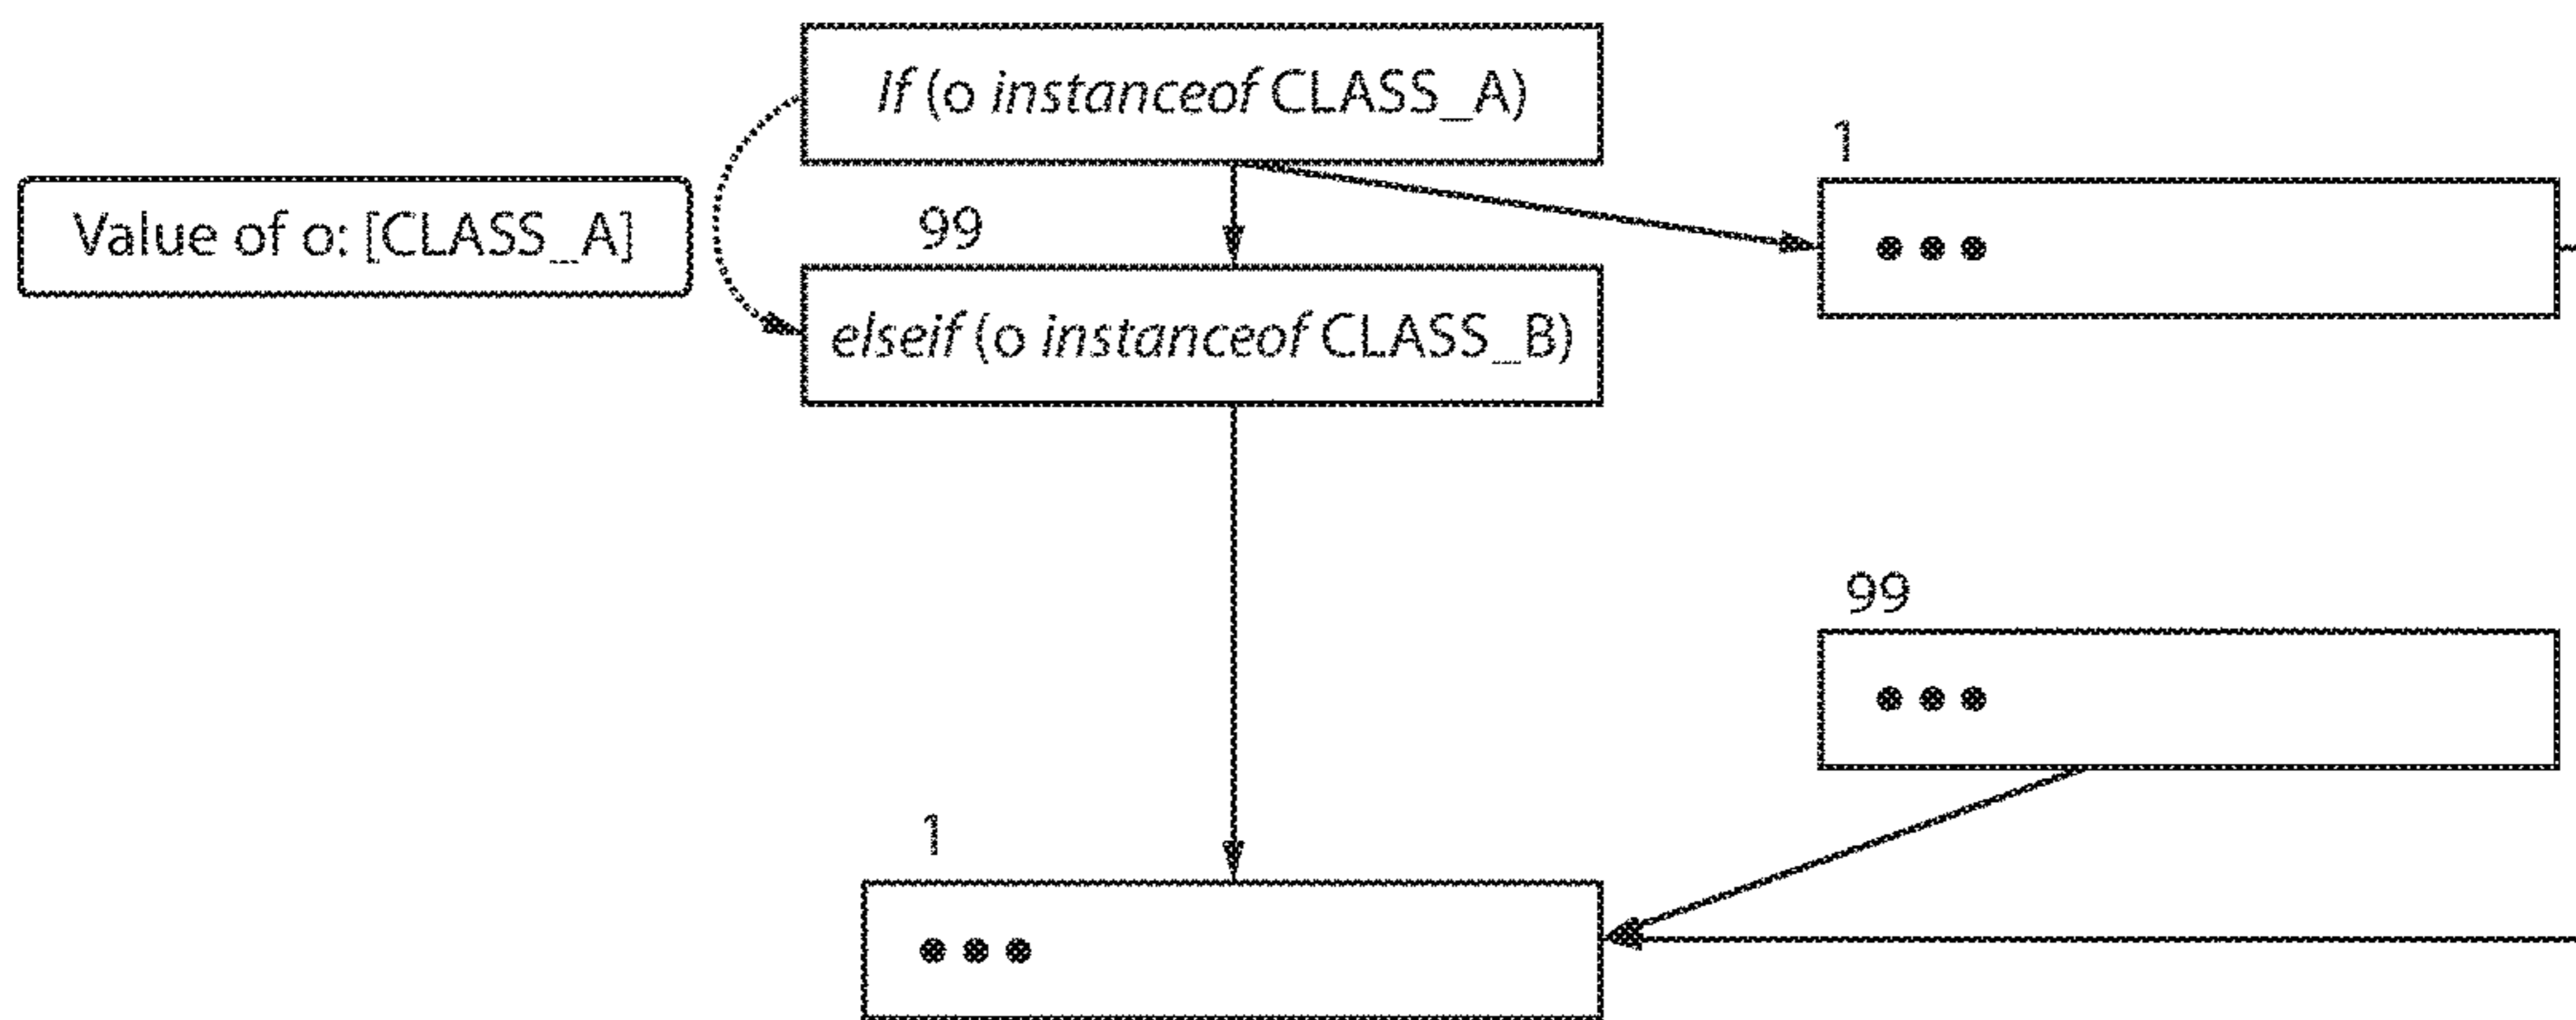 If (o instanceof CLASS_A)
1
Value of o: [CLASS_A]
99
•••
elseif (o instanceof CLASS_B)
99
•••
1
•••